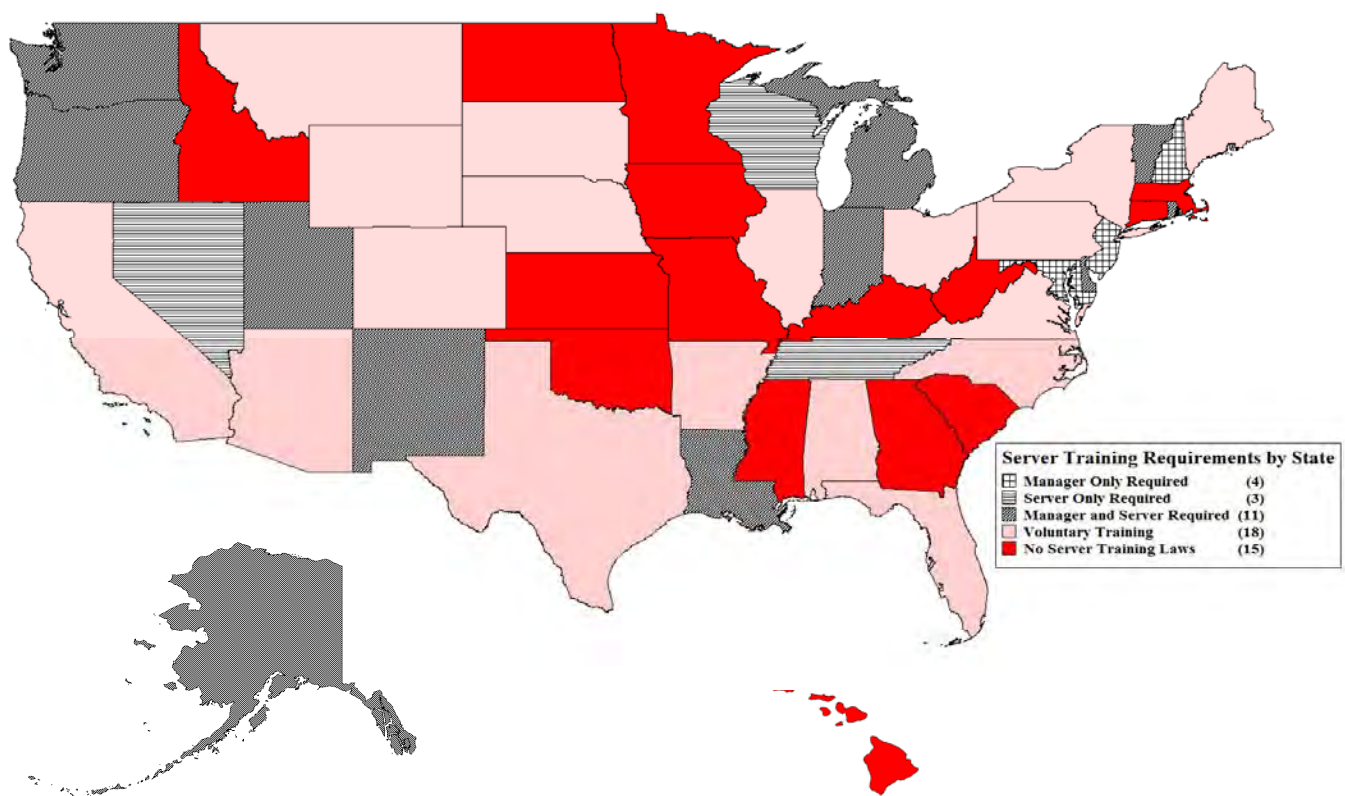 Server Training Requirements by State
Manager Only Required (4)
Server Only Required (3)
Manager and Server Required (11)
Voluntary Training (18)
No Server Training Laws (15)